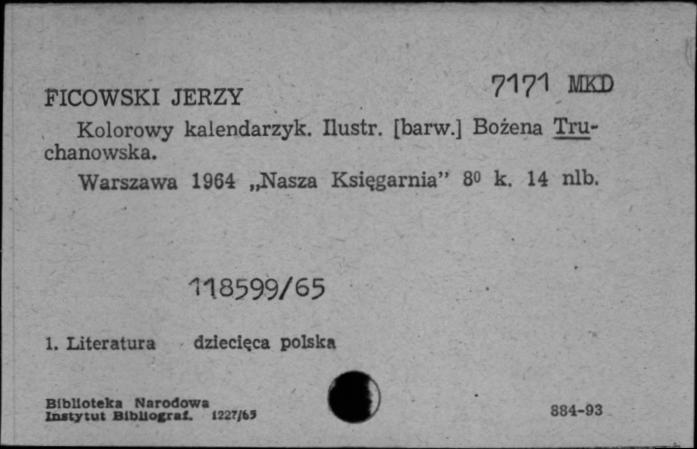 7171 MKD
FICOWSKI JERZY
Kolorowy kalendarzyk. Ilustr. [barw.] Bożena Tru-
chanowska.
Warszawa 1964 „Nasza Księgarnia” 8⁰ k. 14 nlb.
118599/65
1. Literatura dziecięca polska
Biblioteka Narodowa
Instytut Bibliograf. 1227/65
884-93